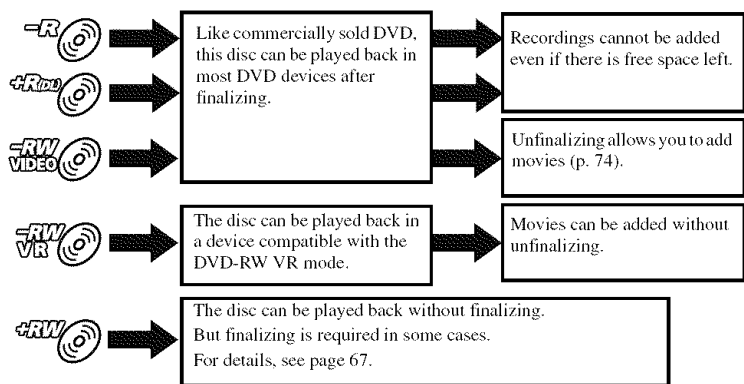 -R
Like commercially sold DVD,
this disc can be played back in
most DVD devices after
finalizing.
Recordings cannot be added
even if there is free space left.
+R(DL)
-RW
VIDEO
Unfinalizing allows you to add
movies (p. 74).
-RW
VR
The disc can be played back in
a device compatible with the
DVD-RW VR mode.
Movies can be added without
unfinalizing.
+RW
The disc can be played back without finalizing.
But finalizing is required in some cases.
For details, see page 67.